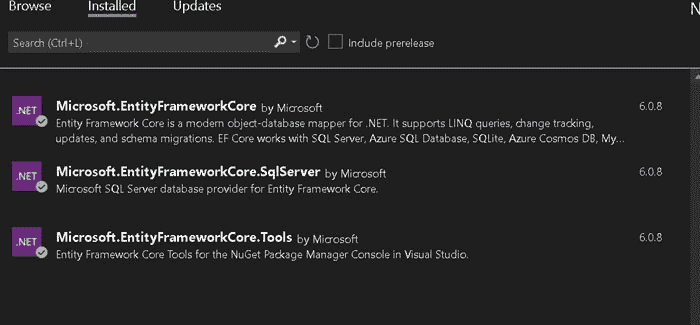 Browse Installed Updates N
Search (Ctrl+L) Include prerelease
.NET Microsoft.EntityFrameworkCore by Microsoft 6.0.8
Entity Framework Core is a modern object-database mapper for .NET. It supports LINQ queries, change tracking,
updates, and schema migrations. EF Core works with SQL Server, Azure SQL Database, SQLite, Azure Cosmos DB, My...
.NET Microsoft.EntityFrameworkCore.SqlServer by Microsoft 6.0.8
Microsoft SQL Server database provider for Entity Framework Core.
.NET Microsoft.EntityFrameworkCore.Tools by Microsoft 6.0.8
Entity Framework Core Tools for the NuGet Package Manager Console in Visual Studio.